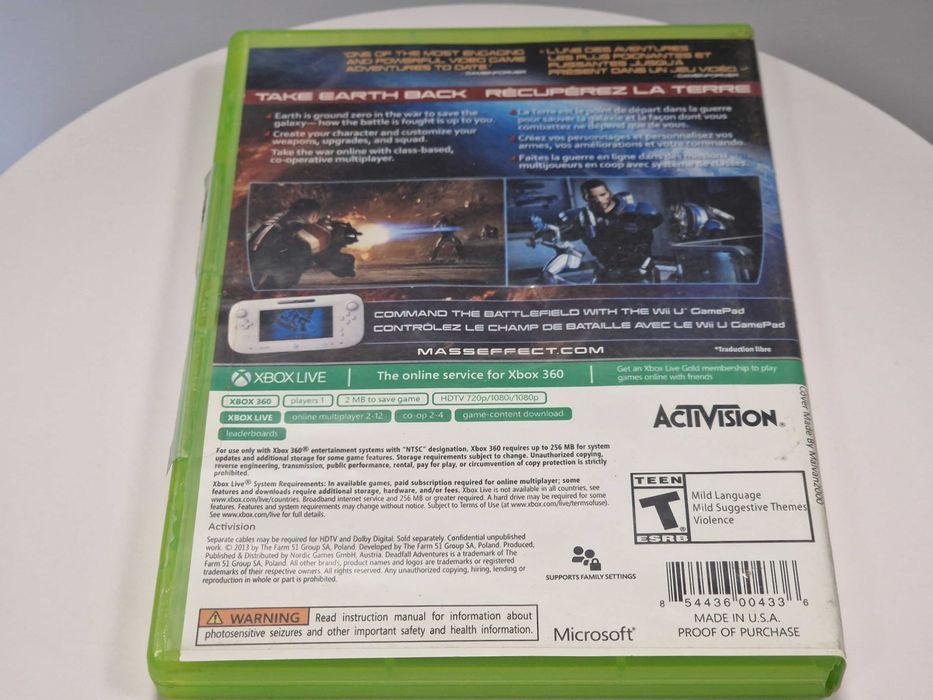 "ONE OF THE MOST ENGAGING
AND POWERFUL VIDEO GAME
ADVENTURES TO DATE."
-GAMEINFORMER
« L'UNE DES AVENTURES
LES PLUS POIGNANTES ET
PUISSANTES JUSQU'À
PRÉSENT DANS UN JEU VIDÉO. »
-GAMEINFORMER
TAKE EARTH BACK RÉCUPÉREZ LA TERRE
Earth is ground zero in the war to save the
galaxy—how the battle is fought is up to you.
Create your character and customize your
weapons, upgrades, and squad.
Take the war online with class-based,
co-operative multiplayer.
La Terre est le point de départ dans la guerre
pour sauver la galaxie et la façon dont vous
combattez ne dépend que de vous.
Créez vos personnages et personnalisez vos
armes, vos améliorations et votre commando.
Faites la guerre en ligne dans des missions
multijoueurs en coop avec système de classes.
COMMAND THE BATTLEFIELD WITH THE Wii U™ GamePad
CONTRÔLEZ LE CHAMP DE BATAILLE AVEC LE Wii U GamePad
MASSEFFECT.COM
*Traduction libre
XBOX LIVE
The online service for Xbox 360
Get an Xbox Live Gold membership to play
games online with friends
XBOX 360 players 1 2 MB to save game HDTV 720p/1080i/1080p
XBOX LIVE online multiplayer 2-12 co-op 2-4 game-content download
leaderboards
ACTIVISION®
Cover Made By Maivan2000
For use only with Xbox 360® entertainment systems with "NTSC" designation. Xbox 360 requires up to 256 MB for system
updates and additional storage for some game features. Storage requirements subject to change. Unauthorized copying,
reverse engineering, transmission, public performance, rental, pay for play, or circumvention of copy protection is strictly
prohibited.
Xbox Live® System Requirements: In available games, paid subscription required for online multiplayer; some
features and downloads require additional storage, hardware, and/or fees. Xbox Live is not available in all countries, see
www.xbox.com/live/countries. Broadband internet service and 256 MB or greater required. A hard drive may be required for some
features. Features and system requirements may change without notice. Subject to Terms of Use (at www.xbox.com/live/termsofuse).
See www.xbox.com/live for full details.
Activision
Separate cables may be required for HDTV and Dolby Digital. Sold separately. Confidential unpublished
work. © 2013 by The Farm 51 Group SA, Poland. Developed by The Farm 51 Group SA, Poland. Produced,
Published & Distributed by Nordic Games GmbH, Austria. Deadfall Adventures is a trademark of The
Farm 51 Group SA, Poland. All other brands, product names and logos are trademarks or registered
trademarks of their respective owners. All rights reserved. Any unauthorized copying, hiring, lending or
reproduction in whole or part is prohibited.
TEEN
T
ESRB
Mild Language
Mild Suggestive Themes
Violence
SUPPORTS FAMILY SETTINGS
8 54436 00433 6
MADE IN U.S.A.
PROOF OF PURCHASE
WARNING Read instruction manual for information about
photosensitive seizures and other important safety and health information.
Microsoft®